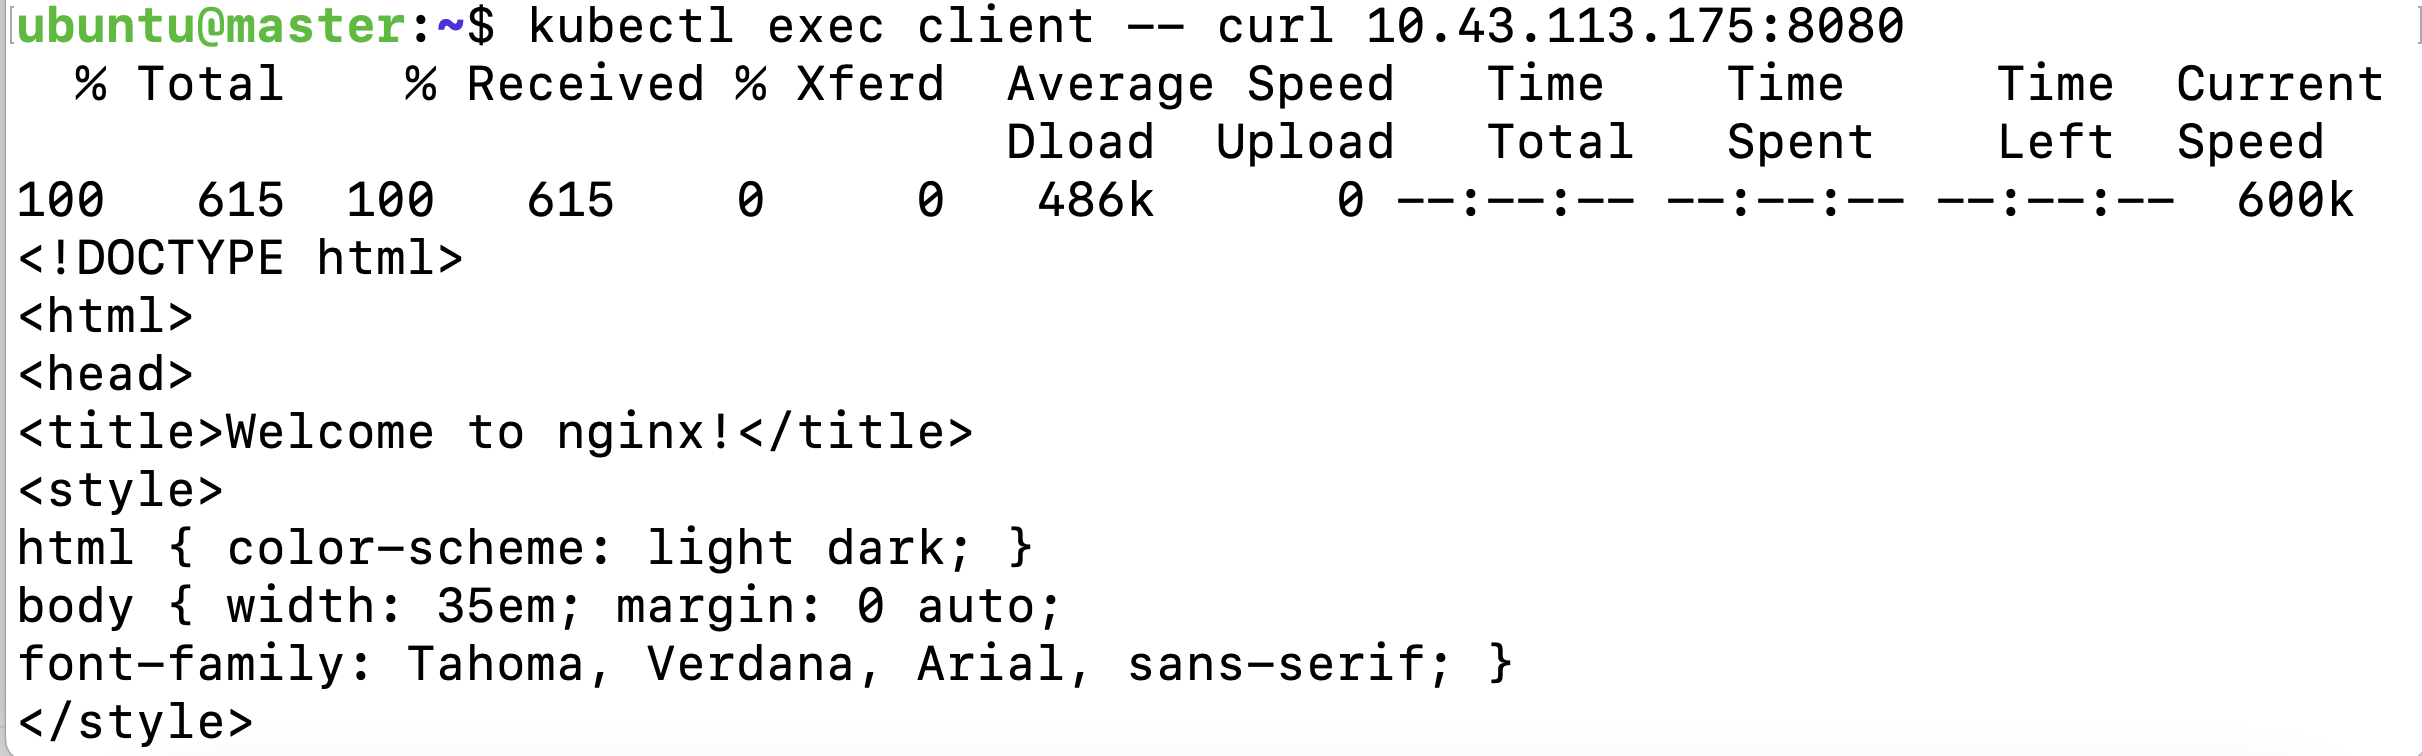 ubuntu@master:~$ kubectl exec client -- curl 10.43.113.175:8080
  % Total    % Received % Xferd  Average Speed   Time    Time     Time  Current
                                 Dload  Upload   Total   Spent    Left  Speed
100   615  100   615    0     0   486k      0 --:--:-- --:--:-- --:--:--  600k
<!DOCTYPE html>
<html>
<head>
<title>Welcome to nginx!</title>
<style>
html { color-scheme: light dark; }
body { width: 35em; margin: 0 auto;
font-family: Tahoma, Verdana, Arial, sans-serif; }
</style>